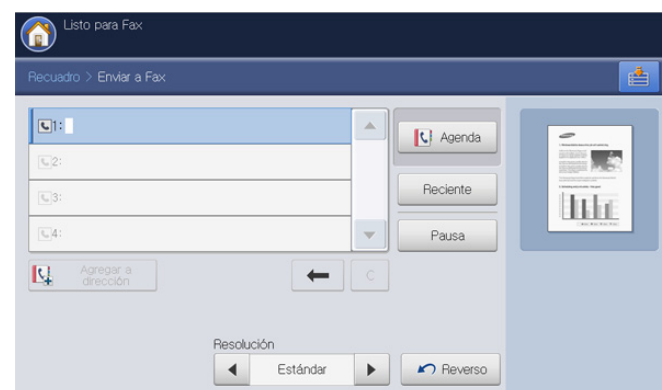 Listo para Fax
Recuadro > Enviar a Fax
1:
2:
3:
4:
Agenda
Reciente
Pausa
Agregar a
dirección
C
Resolución
Estándar
Reverso